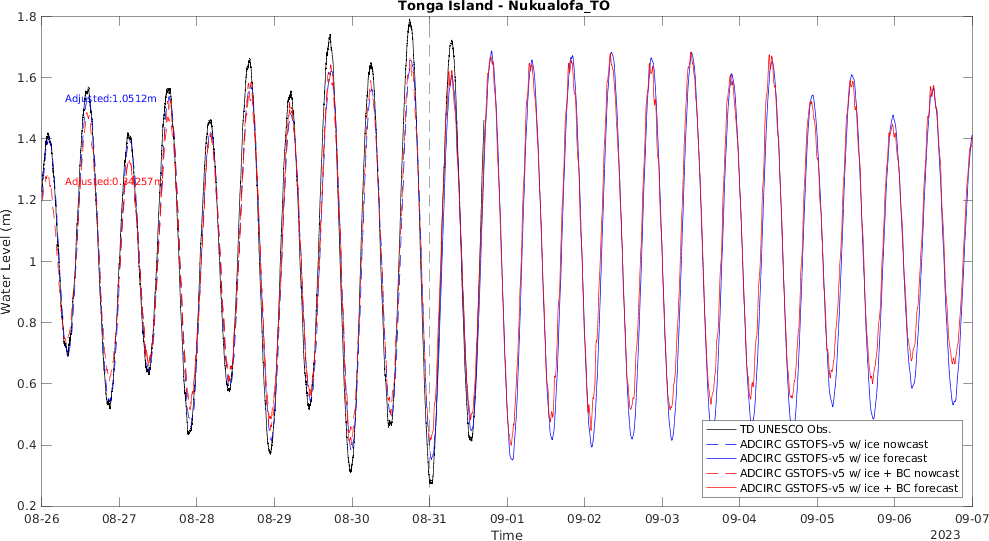 Tonga Island - Nukualofa_TO
1.8
1.6
1.4
1.2
1
0.8
0.6
0.4
0.2
Water Level (m)
Adjusted:1.0512m
Adjusted:0.84257m
TD UNESCO Obs.
ADCIRC GSTOFS-v5 w/ ice nowcast
ADCIRC GSTOFS-v5 w/ ice forecast
ADCIRC GSTOFS-v5 w/ ice + BC nowcast
ADCIRC GSTOFS-v5 w/ ice + BC forecast
08-26 08-27 08-28 08-29 08-30 08-31 09-01 09-02 09-03 09-04 09-05 09-06 09-07
Time
2023